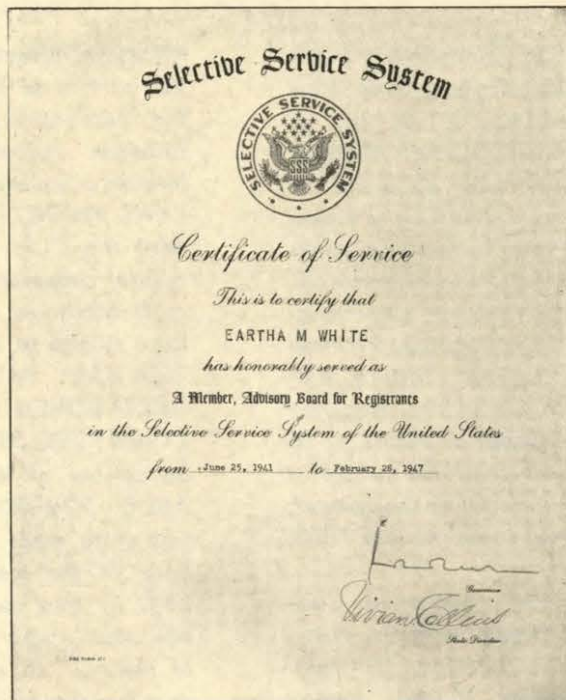 Selective Service System
SELECTIVE SERVICE SYSTEM
SSS
Certificate of Service
This is to certify that
EARTHA M WHITE
has honorably served as
A Member, Advisory Board for Registrants
in the Selective Service System of the United States
from June 25, 1941 to February 28, 1947
Governor
Vivian Collins
State Director